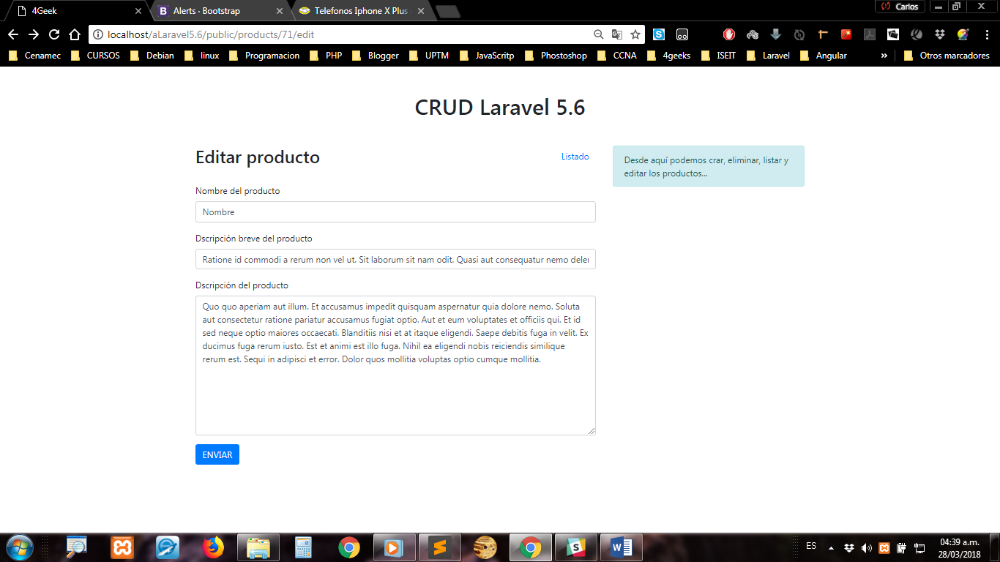 4Geek
Alerts · Bootstrap
Telefonos Iphone X Plus
Carlos
localhost/aLaravel5.6/public/products/71/edit
Cenamec
CURSOS
Debian
linux
Programacion
PHP
Blogger
UPTM
JavaScritp
Phostoshop
CCNA
4geeks
ISEIT
Laravel
Angular
»
Otros marcadores
CRUD Laravel 5.6
Editar producto
Listado
Desde aquí podemos crar, eliminar, listar y
editar los productos...
Nombre del producto
Nombre
Dscripción breve del producto
Ratione id commodi a rerum non vel ut. Sit laborum sit nam odit. Quasi aut consequatur nemo deler
Dscripción del producto
Quo quo aperiam aut illum. Et accusamus impedit quisquam aspernatur quia dolore nemo. Soluta
aut consectetur ratione pariatur accusamus fugiat optio. Aut et eum voluptates et officiis qui. Et id
sed neque optio maiores occaecati. Blanditiis nisi et at itaque eligendi. Saepe debitis fuga in velit. Ex
ducimus fuga rerum iusto. Est et animi est illo fuga. Nihil ea eligendi nobis reiciendis similique
rerum est. Sequi in adipisci et error. Dolor quos mollitia voluptas optio cumque mollitia.
ENVIAR
ES
04:39 a.m.
28/03/2018